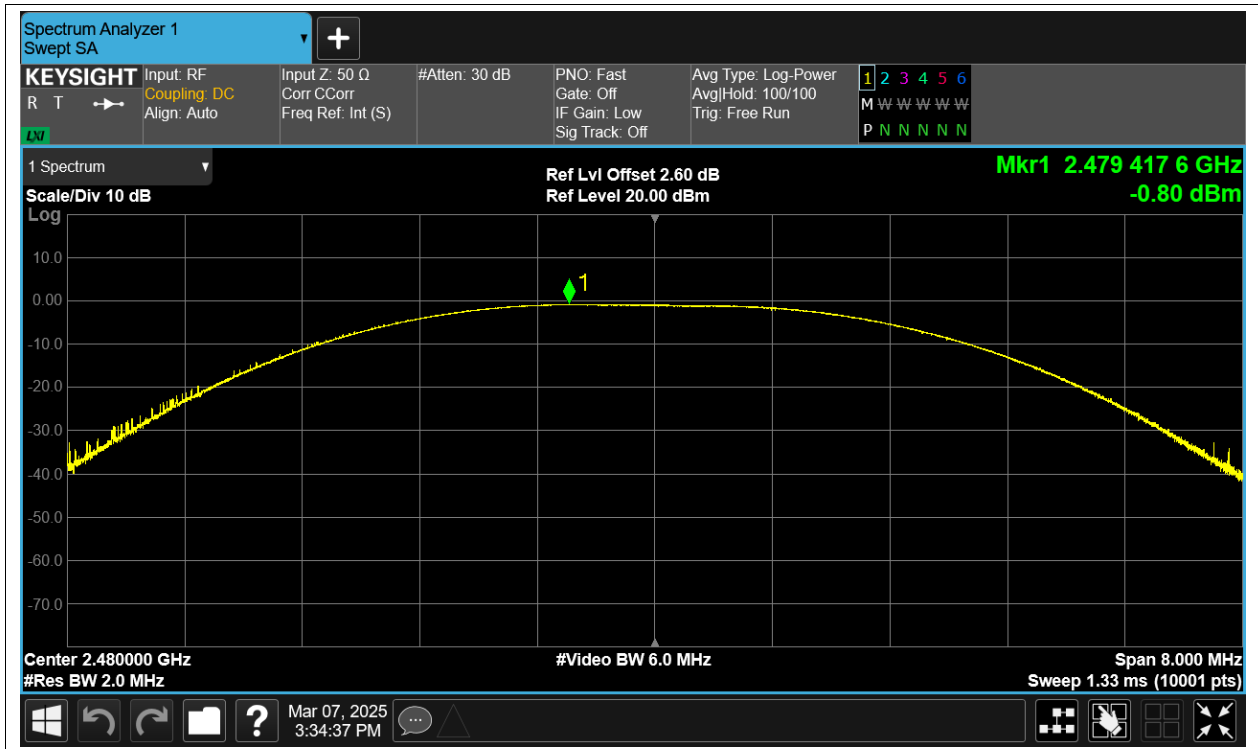 Spectrum Analyzer 1
Swept SA
KEYSIGHT
R T
LXI
Input: RF
Coupling: DC
Align: Auto
Input Z: 50 Ω
Corr CCorr
Freq Ref: Int (S)
#Atten: 30 dB
PNO: Fast
Gate: Off
IF Gain: Low
Sig Track: Off
Avg Type: Log-Power
Avg|Hold: 100/100
Trig: Free Run
1 2 3 4 5 6
M W W W W W
P N N N N N
1 Spectrum
Scale/Div 10 dB
Log
Ref Lvl Offset 2.60 dB
Ref Level 20.00 dBm
Mkr1 2.479 417 6 GHz
-0.80 dBm
10.0
0.00
-10.0
-20.0
-30.0
-40.0
-50.0
-60.0
-70.0
1
Center 2.480000 GHz
#Res BW 2.0 MHz
#Video BW 6.0 MHz
Span 8.000 MHz
Sweep 1.33 ms (10001 pts)
?
Mar 07, 2025
3:34:37 PM